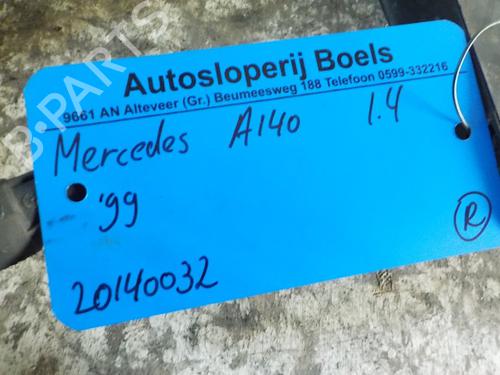 Autosloperij Boels
9661 AN Alteveer (Gr.) Beumeesweg 188 Telefoon 0599-332216
Mercedes A140 1.4
'99
R
20140032
B-PARTS